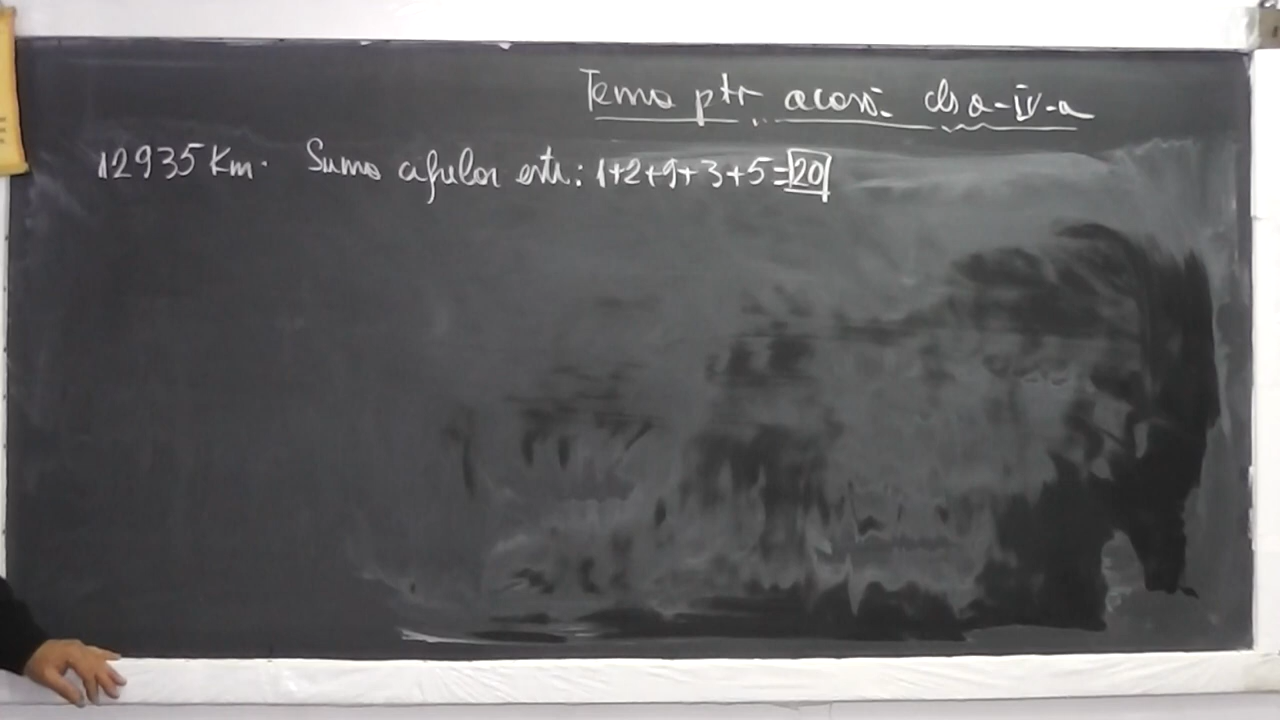 Tema ptr acasă cls a-IV-a
12935 Km. Suma cifrelor este: 1+2+9+3+5=20